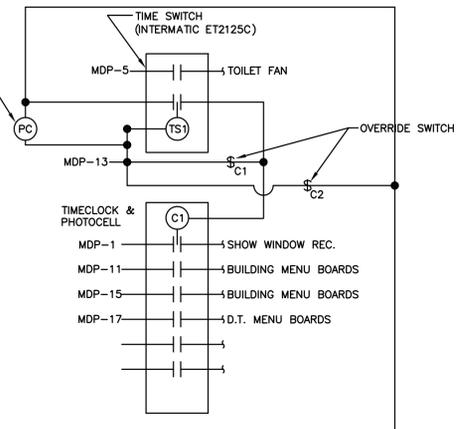 TIME SWITCH
(INTERMATIC ET2125C)
MDP-5
TOILET FAN
PC
TS1
OVERRIDE SWITCH
MDP-13
$
C1
$
C2
TIMECLOCK &
PHOTOCELL
C1
MDP-1
SHOW WINDOW REC.
MDP-11
BUILDING MENU BOARDS
MDP-15
BUILDING MENU BOARDS
MDP-17
D.T. MENU BOARDS